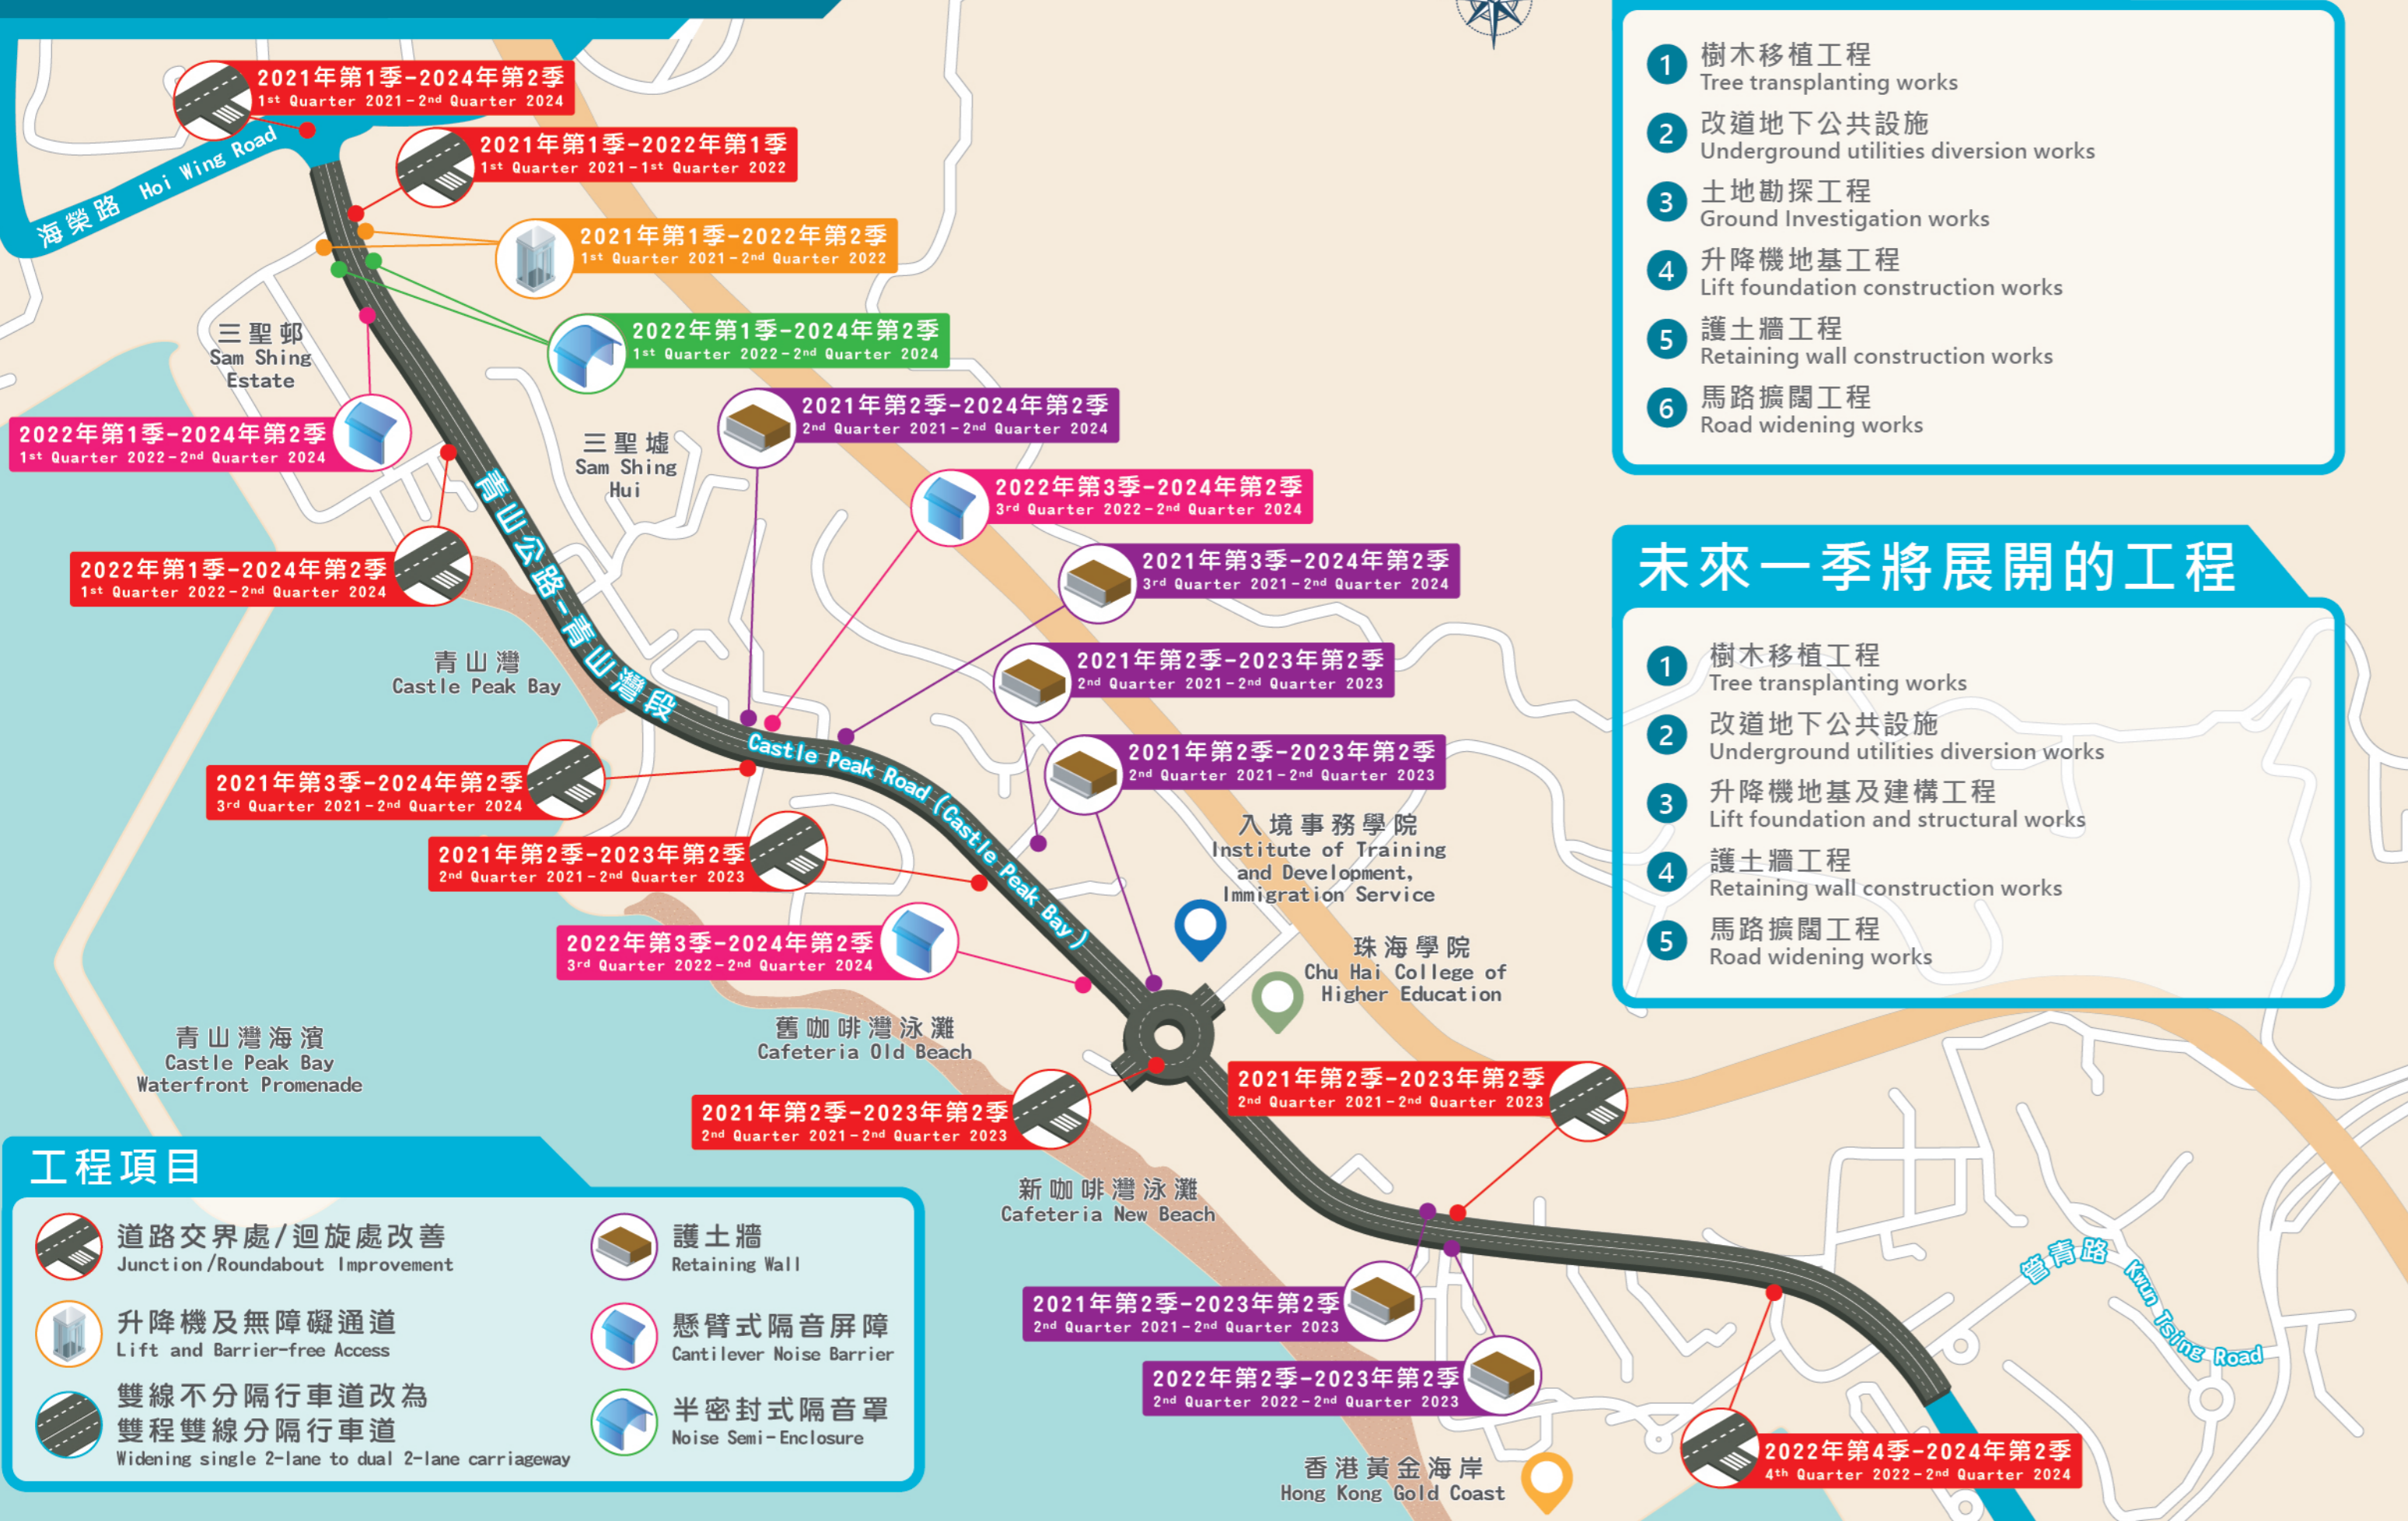 2021年第1季-2024年第2季
1st Quarter 2021-2nd Quarter 2024
海榮路 Hoi Wing Road
2021年第1季-2022年第1季
1st Quarter 2021-1st Quarter 2022
2021年第1季-2022年第2季
1st Quarter 2021-2nd Quarter 2022
2022年第1季-2024年第2季
1st Quarter 2022-2nd Quarter 2024
三聖邨
Sam Shing
Estate
2022年第1季-2024年第2季
1st Quarter 2022-2nd Quarter 2024
2021年第2季-2024年第2季
2nd Quarter 2021-2nd Quarter 2024
三聖墟
Sam Shing
Hui
2022年第3季-2024年第2季
3rd Quarter 2022-2nd Quarter 2024
2022年第1季-2024年第2季
1st Quarter 2022-2nd Quarter 2024
2021年第3季-2024年第2季
3rd Quarter 2021-2nd Quarter 2024
青山公路-青山灣段
Castle Peak Road (Castle Peak Bay)
青山灣
Castle Peak Bay
2021年第2季-2023年第2季
2nd Quarter 2021-2nd Quarter 2023
2021年第2季-2023年第2季
2nd Quarter 2021-2nd Quarter 2023
2021年第3季-2024年第2季
3rd Quarter 2021-2nd Quarter 2024
2021年第2季-2023年第2季
2nd Quarter 2021-2nd Quarter 2023
入境事務學院
Institute of Training
and Development,
Immigration Service
2022年第3季-2024年第2季
3rd Quarter 2022-2nd Quarter 2024
珠海學院
Chu Hai College of
Higher Education
舊咖啡灣泳灘
Cafeteria Old Beach
青山灣海濱
Castle Peak Bay
Waterfront Promenade
2021年第2季-2023年第2季
2nd Quarter 2021-2nd Quarter 2023
2021年第2季-2023年第2季
2nd Quarter 2021-2nd Quarter 2023
新咖啡灣泳灘
Cafeteria New Beach
2021年第2季-2023年第2季
2nd Quarter 2021-2nd Quarter 2023
2022年第2季-2023年第2季
2nd Quarter 2022-2nd Quarter 2023
管青路 Kwun Tsing Road
2022年第4季-2024年第2季
4th Quarter 2022-2nd Quarter 2024
香港黃金海岸
Hong Kong Gold Coast
工程項目
道路交界處/迴旋處改善
Junction/Roundabout Improvement
升降機及無障礙通道
Lift and Barrier-free Access
雙線不分隔行車道改為
雙程雙線分隔行車道
Widening single 2-lane to dual 2-lane carriageway
護土牆
Retaining Wall
懸臂式隔音屏障
Cantilever Noise Barrier
半密封式隔音罩
Noise Semi-Enclosure
1 樹木移植工程
Tree transplanting works
2 改道地下公共設施
Underground utilities diversion works
3 土地勘探工程
Ground Investigation works
4 升降機地基工程
Lift foundation construction works
5 護土牆工程
Retaining wall construction works
6 馬路擴闊工程
Road widening works
未來一季將展開的工程
1 樹木移植工程
Tree transplanting works
2 改道地下公共設施
Underground utilities diversion works
3 升降機地基及建構工程
Lift foundation and structural works
4 護土牆工程
Retaining wall construction works
5 馬路擴闊工程
Road widening works